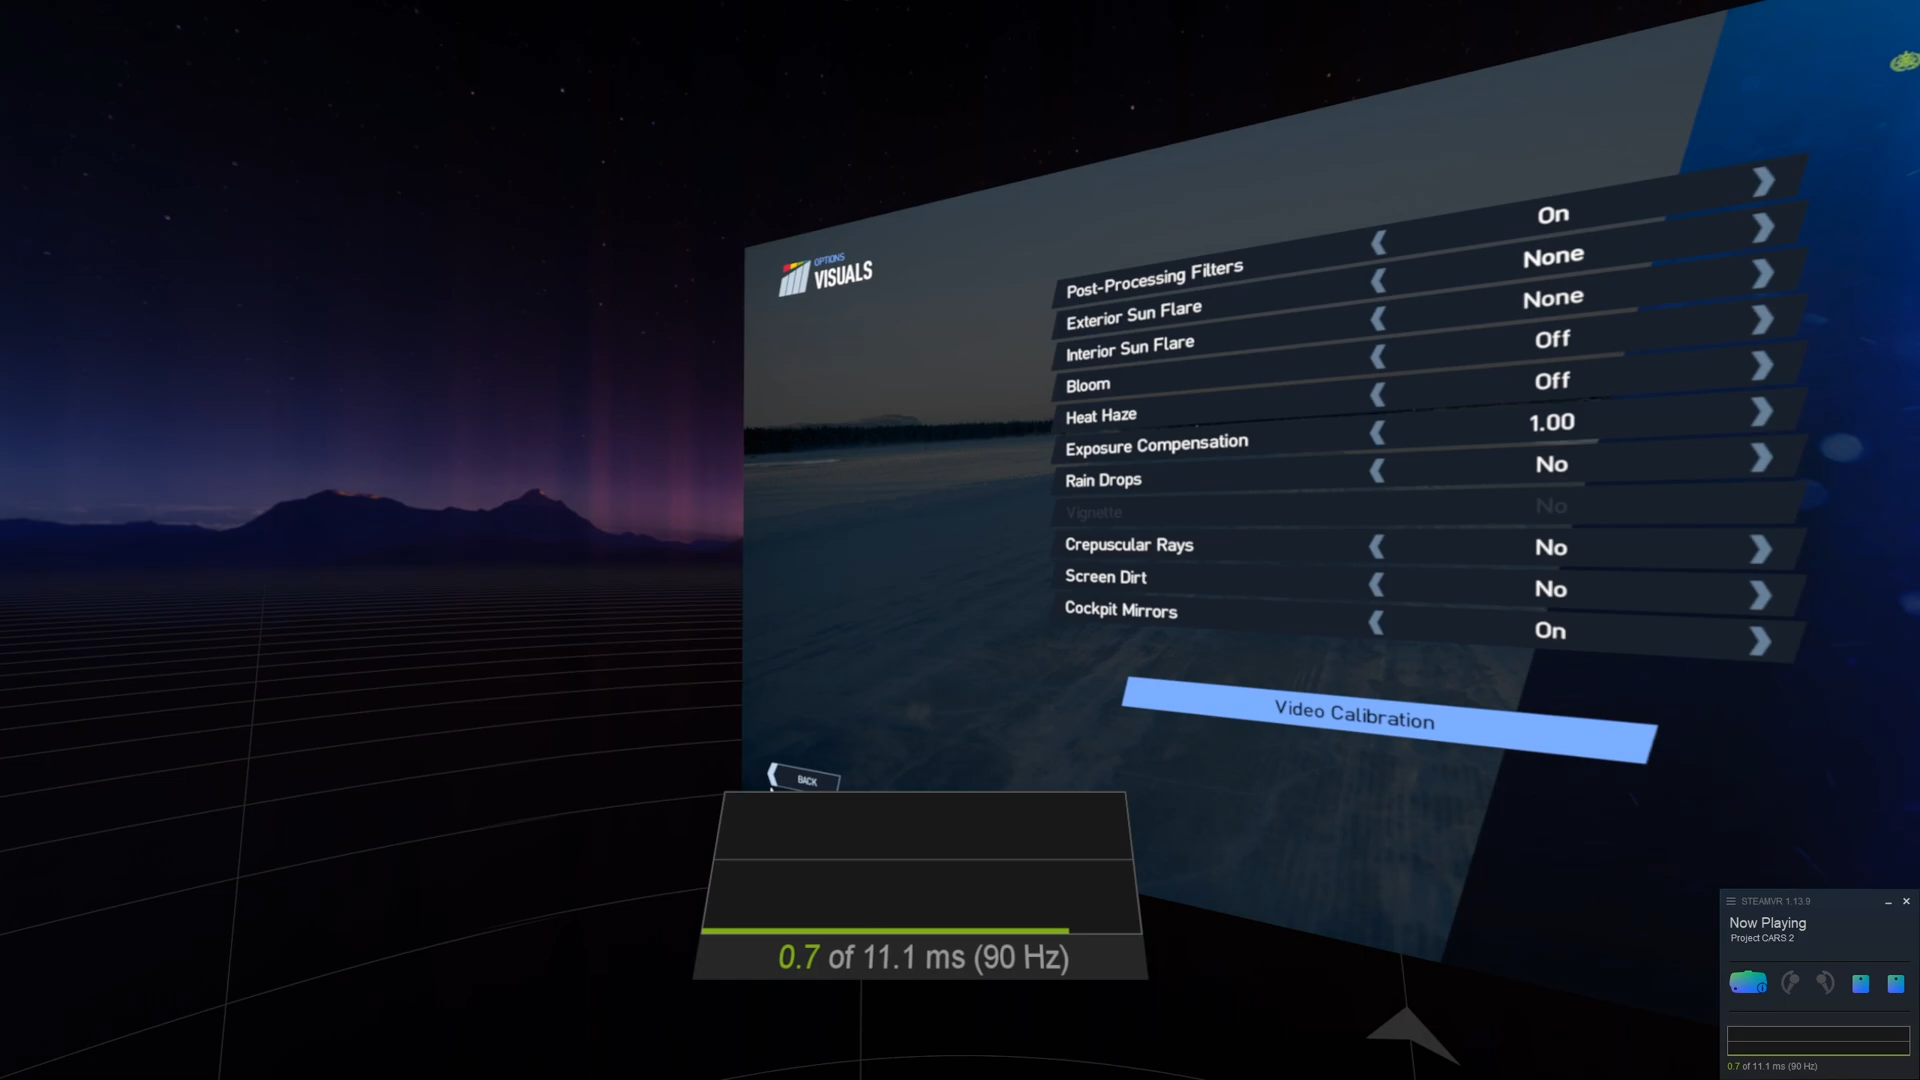 OPTIONS
VISUALS
Post-Processing Filters On
Exterior Sun Flare None
Interior Sun Flare None
Bloom Off
Heat Haze Off
Exposure Compensation 1.00
Rain Drops No
Vignette No
Crepuscular Rays No
Screen Dirt No
Cockpit Mirrors On
Video Calibration
BACK
0.7 of 11.1 ms (90 Hz)
STEAMVR 1.13.9
Now Playing
Project CARS 2
0.7 of 11.1 ms (90 Hz)